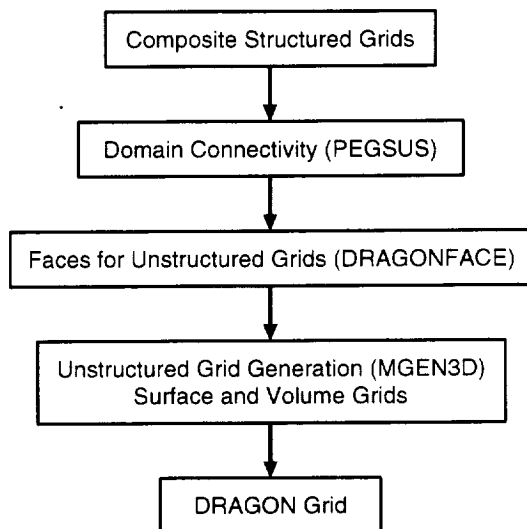 Composite Structured Grids
Domain Connectivity (PEGSUS)
Faces for Unstructured Grids (DRAGONFACE)
Unstructured Grid Generation (MGEN3D)
Surface and Volume Grids
DRAGON Grid